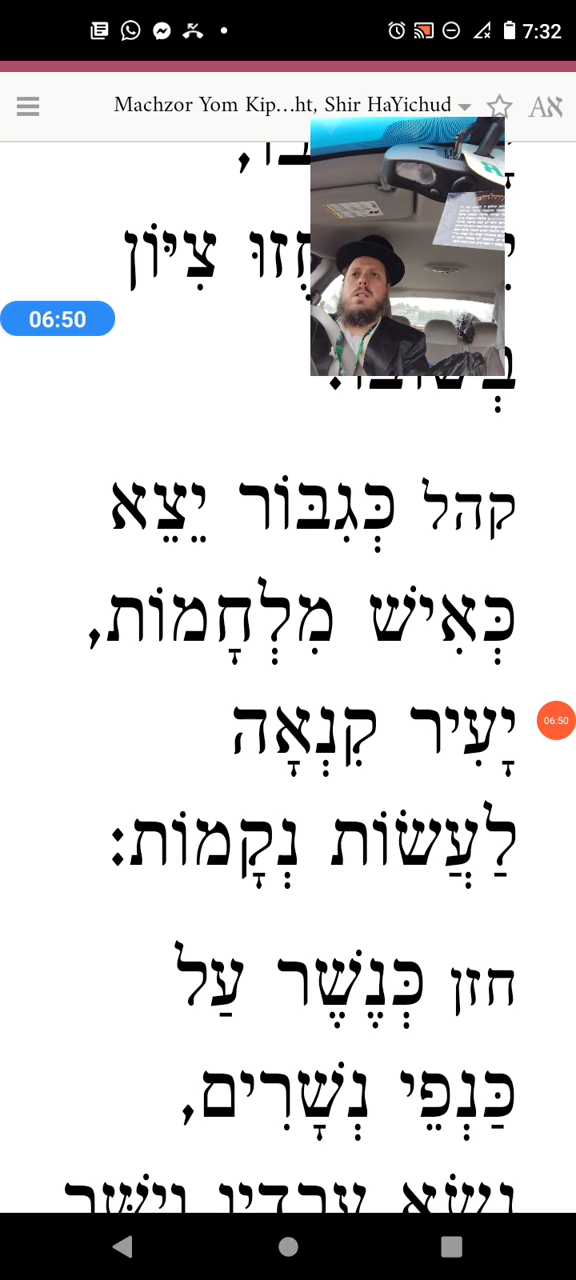 7:32
Machzor Yom Kip...ht, Shir HaYichud
Aא
צִיּוֹן
06:50
קהל כְּגִבּוֹר יֵצֵא
כְּאִישׁ מִלְחָמוֹת,
06:50
יָעִיר קִנְאָה
לַעֲשׂוֹת נְקָמוֹת:
חזן כְּנֶשֶׁר עַל
כַּנְפֵי נְשָׁרִים,